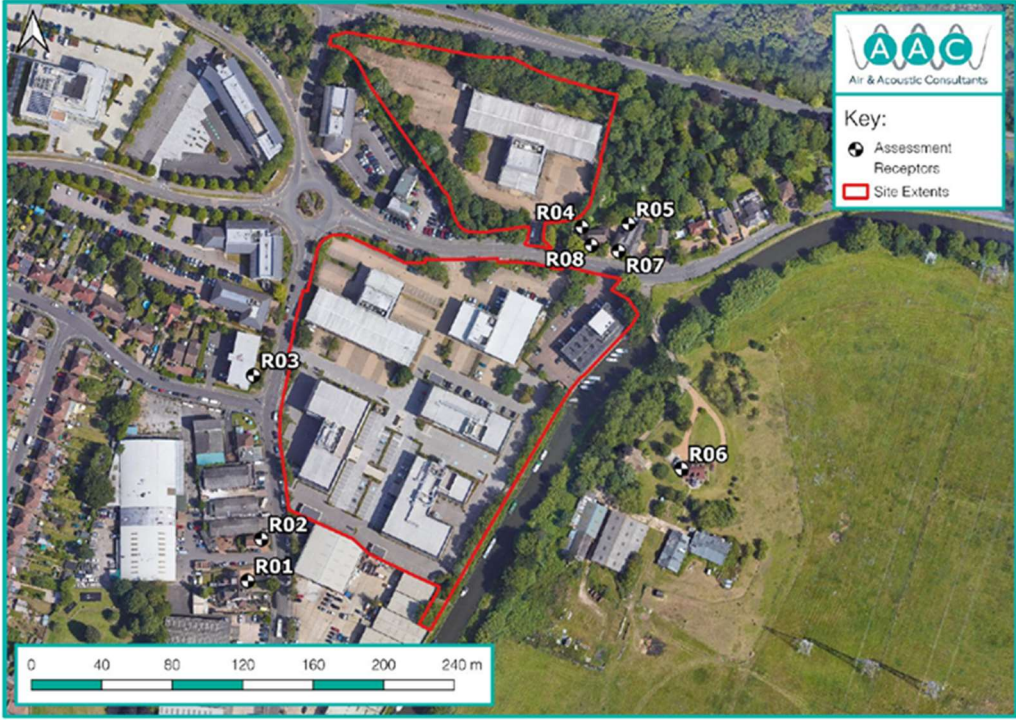 AAC
Air & Acoustic Consultants
Key:
Assessment
Receptors
Site Extents
R04
R05
R08
R07
R03
R06
R02
R01
0 40 80 120 160 200 240 m